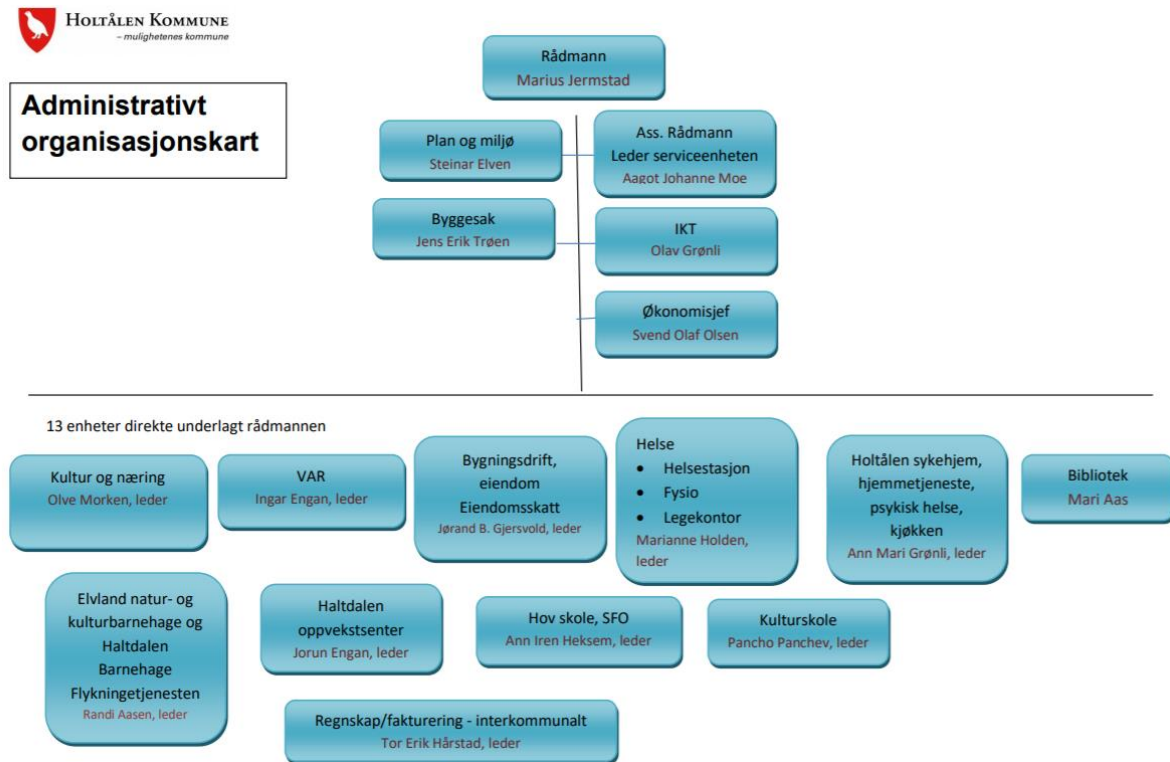 HOLTÅLEN KOMMUNE
– mulighetenes kommune
Administrativt
organisasjonskart
Rådmann
Marius Jermstad
Plan og miljø
Steinar Elven
Ass. Rådmann
Leder serviceenheten
Aagot Johanne Moe
Byggesak
Jens Erik Trøen
IKT
Olav Grønli
Økonomisjef
Svend Olaf Olsen
13 enheter direkte underlagt rådmannen
Kultur og næring
Olve Morken, leder
VAR
Ingar Engan, leder
Bygningsdrift,
eiendom
Eiendomsskatt
Jørand B. Gjersvold, leder
Helse
• Helsestasjon
• Fysio
• Legekontor
Marianne Holden,
leder
Holtålen sykehjem,
hjemmetjeneste,
psykisk helse,
kjøkken
Ann Mari Grønli, leder
Bibliotek
Mari Aas
Elvland natur- og
kulturbarnehage og
Haltdalen
Barnehage
Flykningetjenesten
Randi Aasen, leder
Haltdalen
oppvekstsenter
Jorun Engan, leder
Hov skole, SFO
Ann Iren Heksem, leder
Kulturskole
Pancho Panchev, leder
Regnskap/fakturering - interkommunalt
Tor Erik Hårstad, leder